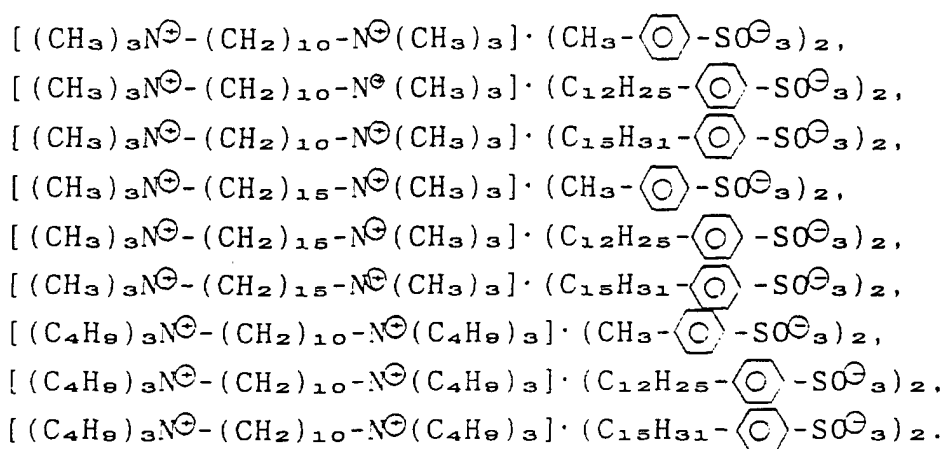 [(CH₃)₃N⊕-(CH₂)₁₀-N⊕(CH₃)₃]·(CH₃-⌬-SO⊖₃)₂,
[(CH₃)₃N⊕-(CH₂)₁₀-N⊕(CH₃)₃]·(C₁₂H₂₅-⌬-SO⊖₃)₂,
[(CH₃)₃N⊕-(CH₂)₁₀-N⊕(CH₃)₃]·(C₁₅H₃₁-⌬-SO⊖₃)₂,
[(CH₃)₃N⊕-(CH₂)₁₅-N⊕(CH₃)₃]·(CH₃-⌬-SO⊖₃)₂,
[(CH₃)₃N⊕-(CH₂)₁₅-N⊕(CH₃)₃]·(C₁₂H₂₅-⌬-SO⊖₃)₂,
[(CH₃)₃N⊕-(CH₂)₁₅-N⊕(CH₃)₃]·(C₁₅H₃₁-⌬-SO⊖₃)₂,
[(C₄H₉)₃N⊕-(CH₂)₁₀-N⊕(C₄H₉)₃]·(CH₃-⌬-SO⊖₃)₂,
[(C₄H₉)₃N⊕-(CH₂)₁₀-N⊕(C₄H₉)₃]·(C₁₂H₂₅-⌬-SO⊖₃)₂,
[(C₄H₉)₃N⊕-(CH₂)₁₀-N⊕(C₄H₉)₃]·(C₁₅H₃₁-⌬-SO⊖₃)₂.